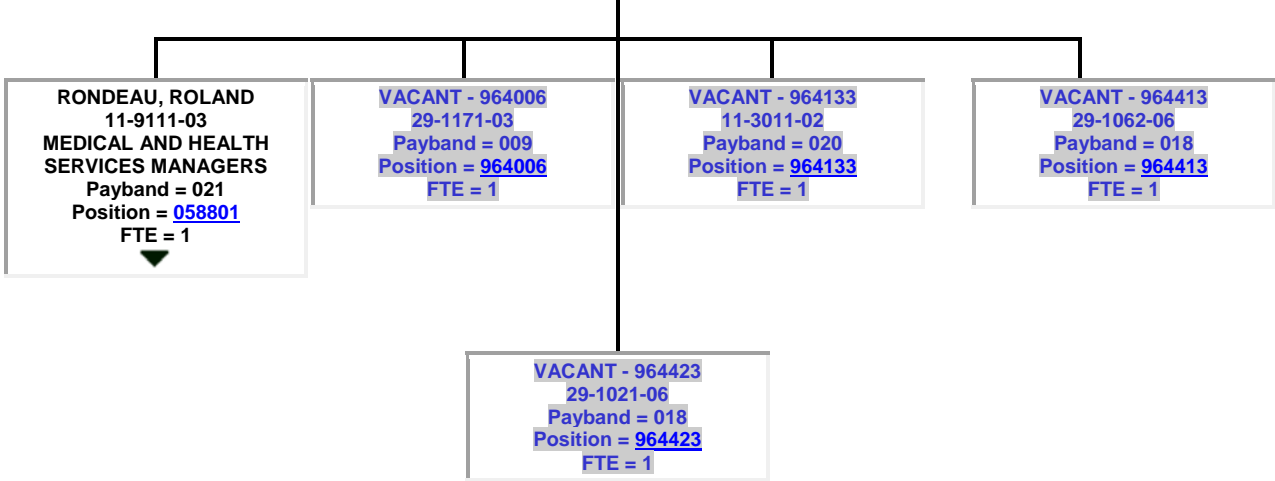 RONDEAU, ROLAND
11-9111-03
MEDICAL AND HEALTH
SERVICES MANAGERS
Payband = 021
Position = 058801
FTE = 1
VACANT - 964006
29-1171-03
Payband = 009
Position = 964006
FTE = 1
VACANT - 964133
11-3011-02
Payband = 020
Position = 964133
FTE = 1
VACANT - 964413
29-1062-06
Payband = 018
Position = 964413
FTE = 1
VACANT - 964423
29-1021-06
Payband = 018
Position = 964423
FTE = 1